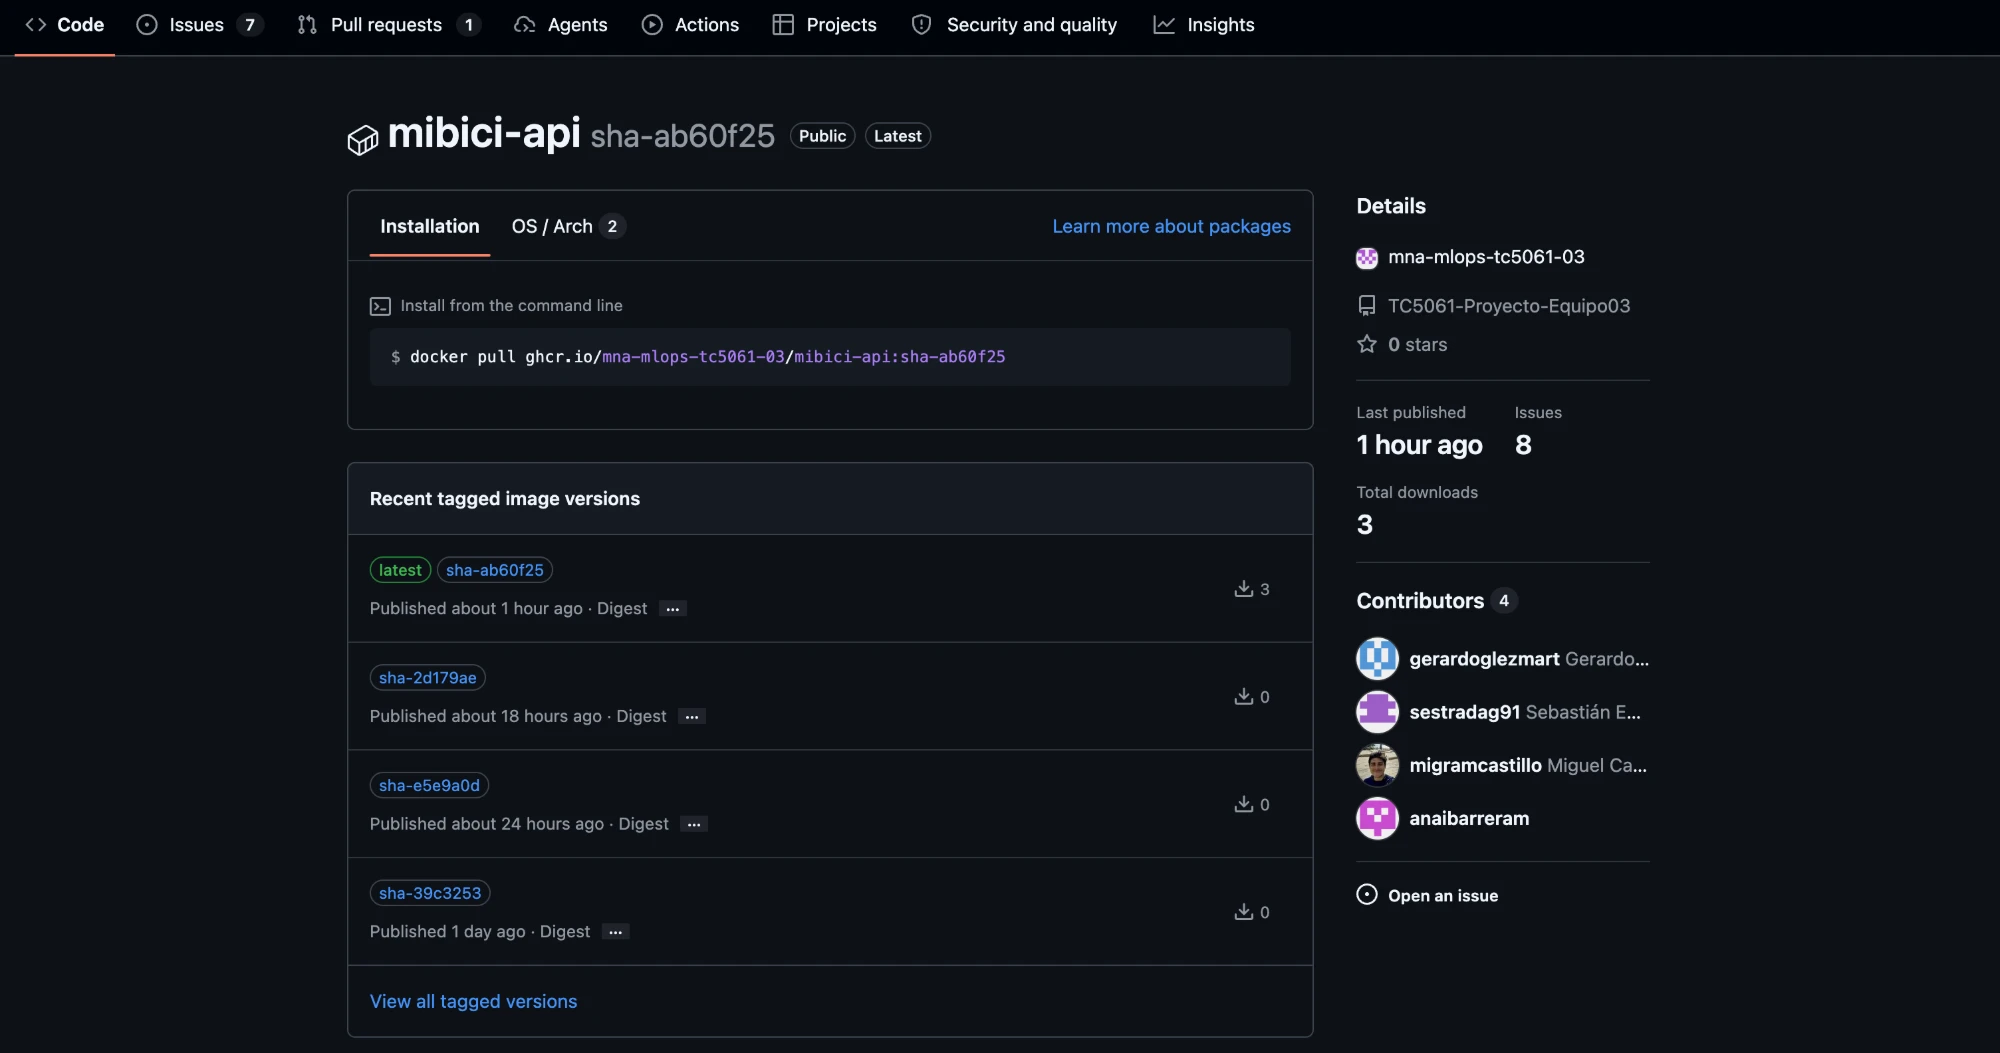 Code Issues 7 Pull requests 1 Agents Actions Projects Security and quality Insights
mibici-api sha-ab60f25 Public Latest
Installation OS / Arch 2 Learn more about packages
Install from the command line
$ docker pull ghcr.io/mna-mlops-tc5061-03/mibici-api:sha-ab60f25
Recent tagged image versions
latest sha-ab60f25
Published about 1 hour ago · Digest ...
3
sha-2d179ae
Published about 18 hours ago · Digest ...
0
sha-e5e9a0d
Published about 24 hours ago · Digest ...
0
sha-39c3253
Published 1 day ago · Digest ...
0
View all tagged versions
Details
mna-mlops-tc5061-03
TC5061-Proyecto-Equipo03
0 stars
Last published Issues
1 hour ago 8
Total downloads
3
Contributors 4
gerardoglezmart Gerardo...
sestradag91 Sebastián E...
migramcastillo Miguel Ca...
anaibarreram
Open an issue